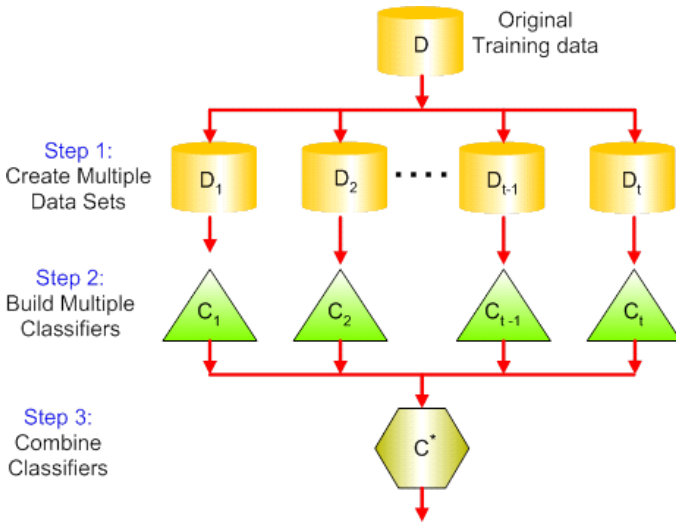 Original
Training data
D
Step 1:
Create Multiple
Data Sets
D1
D2
....
Dt-1
Dt
Step 2:
Build Multiple
Classifiers
C1
C2
Ct-1
Ct
Step 3:
Combine
Classifiers
C*